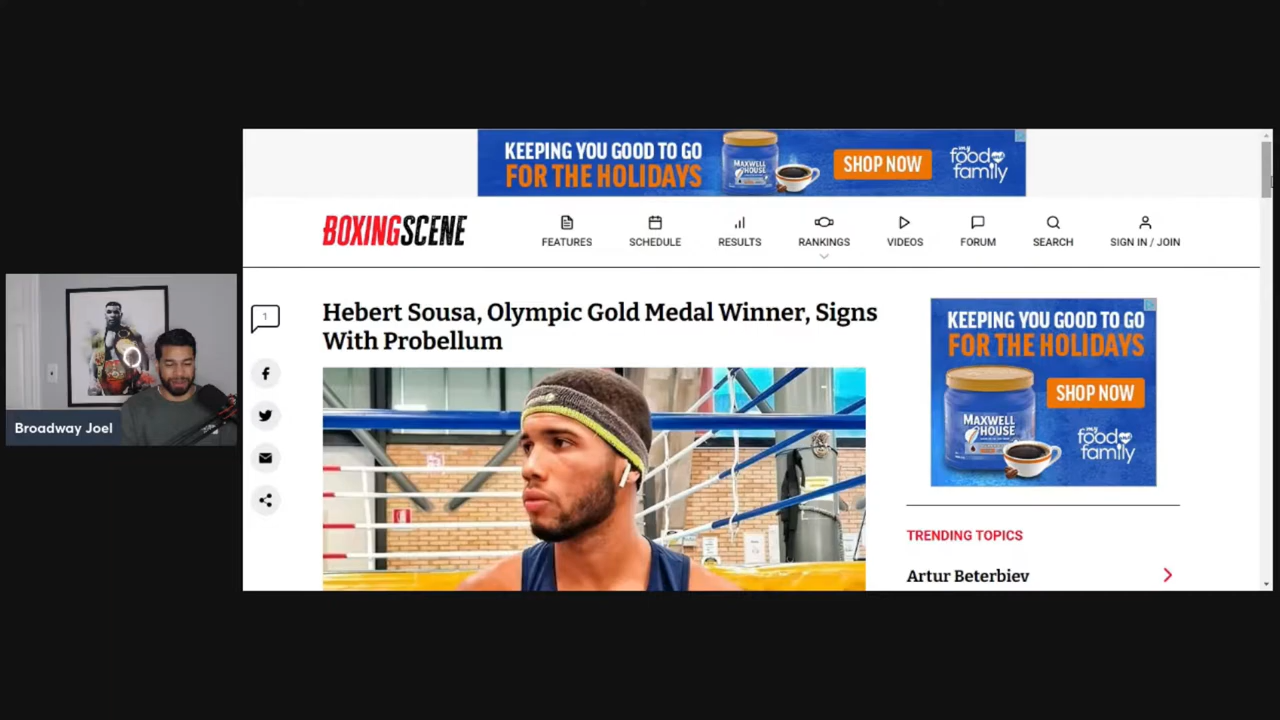 KEEPING YOU GOOD TO GO
FOR THE HOLIDAYS
MAXWELL
HOUSE
SHOP NOW
my
food and
family
BOXINGSCENE
FEATURES
SCHEDULE
RESULTS
RANKINGS
VIDEOS
FORUM
SEARCH
SIGN IN / JOIN
1
Hebert Sousa, Olympic Gold Medal Winner, Signs
With Probellum
KEEPING YOU GOOD TO GO
FOR THE HOLIDAYS
SHOP NOW
MAXWELL
HOUSE
my
food and
family
TRENDING TOPICS
Artur Beterbiev
Broadway Joel